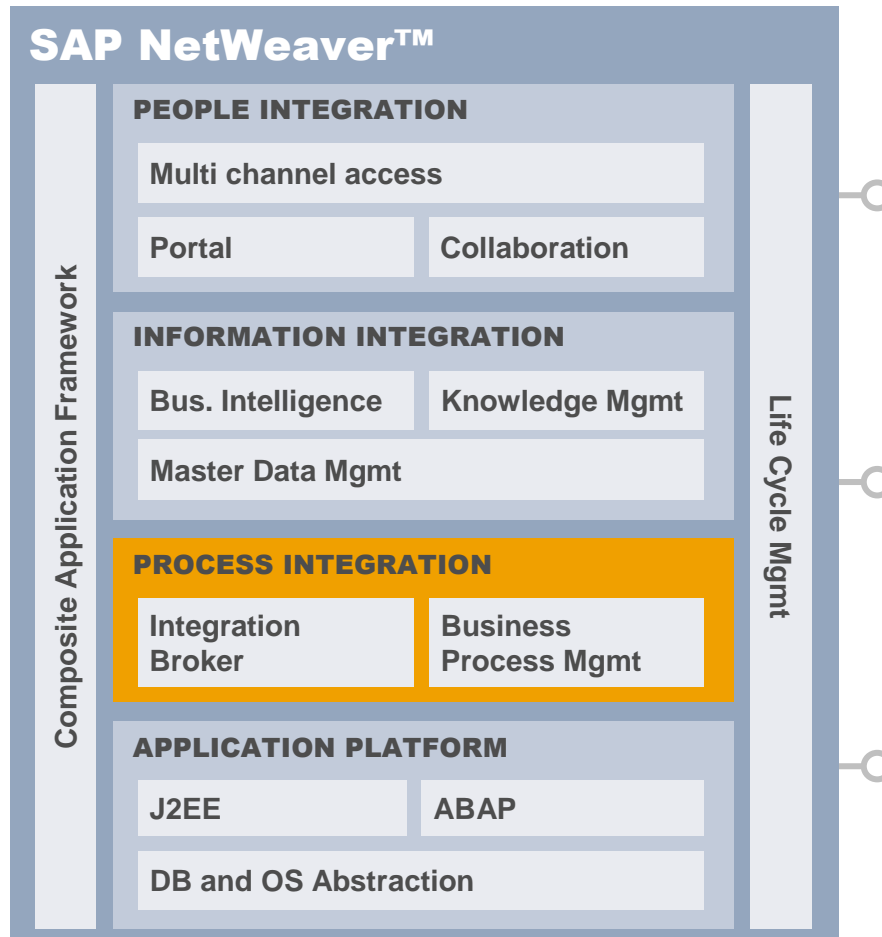 SAP NetWeaver™
Composite Application Framework
PEOPLE INTEGRATION
Multi channel access
Portal
Collaboration
INFORMATION INTEGRATION
Bus. Intelligence
Knowledge Mgmt
Master Data Mgmt
PROCESS INTEGRATION
Integration
Broker
Business
Process Mgmt
APPLICATION PLATFORM
J2EE
ABAP
DB and OS Abstraction
Life Cycle Mgmt